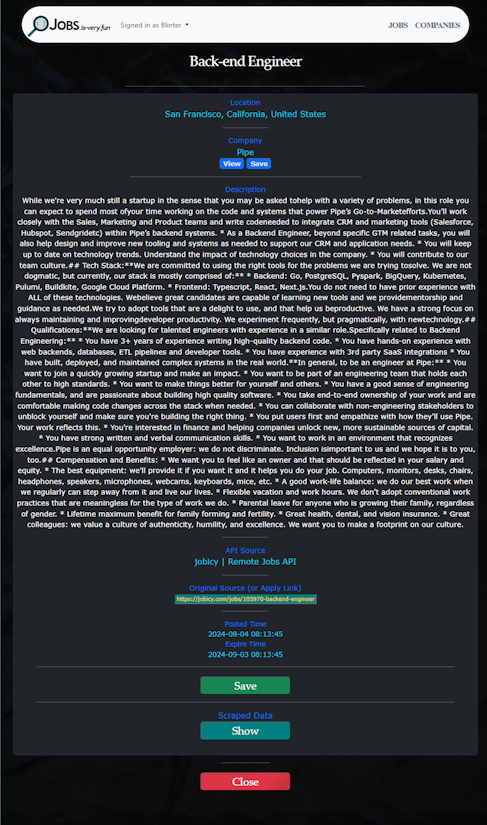 JOBS.is-very.fun
Signed in as Blinter
JOBS
COMPANIES
Back-end Engineer
Location
San Francisco, California, United States
Company
Pipe
View
Save
Description
While we're very much still a startup in the sense that you may be asked tohelp with a variety of problems, in this role you
can expect to spend most ofyour time working on the code and systems that power Pipe's Go-to-Marketefforts.You'll work
closely with the Sales, Marketing and Product teams and write codeneeded to integrate CRM and marketing tools (Salesforce,
Hubspot, Sendgridetc) within Pipe's backend systems. * As a Backend Engineer, beyond specific GTM related tasks, you will
also help design and improve new tooling and systems as needed to support our CRM and application needs. * You will keep
up to date on technology trends. Understand the impact of technology choices in the company. * You will contribute to our
team culture.## Tech Stack:**We are committed to using the right tools for the problems we are trying tosolve. We are not
dogmatic, but currently, our stack is mostly comprised of:** * Backend: Go, PostgreSQL, Pyspark, BigQuery, Kubernetes,
Pulumi, Buildkite, Google Cloud Platform. * Frontend: Typescript, React, Next.js.You do not need to have prior experience with
ALL of these technologies. Webelieve great candidates are capable of learning new tools and we providementorship and
guidance as needed.We try to adopt tools that are a delight to use, and that help us beproductive. We have a strong focus on
always maintaining and improvingdeveloper productivity. We experiment frequently, but pragmatically, with newtechnology.##
Qualifications:**We are looking for talented engineers with experience in a similar role.Specifically related to Backend
Engineering:** * You have 3+ years of experience writing high-quality backend code. * You have hands-on experience with
web backends, databases, ETL pipelines and developer tools. * You have experience with 3rd party SaaS integrations * You
have built, deployed, and maintained complex systems in the real world.**In general, to be an engineer at Pipe:** * You
want to join a quickly growing startup and make an impact. * You want to be part of an engineering team that holds each
other to high standards. * You want to make things better for yourself and others. * You have a good sense of engineering
fundamentals, and are passionate about building high quality software. * You take end-to-end ownership of your work and are
comfortable making code changes across the stack when needed. * You can collaborate with non-engineering stakeholders to
unblock yourself and make sure you're building the right thing. * You put users first and empathize with how they'll use Pipe.
Your work reflects this. * You're interested in finance and helping companies unlock new, more sustainable sources of capital.
* You have strong written and verbal communication skills. * You want to work in an environment that recognizes
excellence.Pipe is an equal opportunity employer: we do not discriminate. Inclusion isimportant to us and we hope it is to you,
too.## Compensation and Benefits: * We want you to feel like an owner and that should be reflected in your salary and
equity. * The best equipment: we'll provide it if you want it and it helps you do your job. Computers, monitors, desks, chairs,
headphones, speakers, microphones, webcams, keyboards, mice, etc. * A good work-life balance: we do our best work when
we regularly can step away from it and live our lives. * Flexible vacation and work hours. We don't adopt conventional work
practices that are meaningless for the type of work we do. * Parental leave for anyone who is growing their family, regardless
of gender. * Lifetime maximum benefit for family forming and fertility. * Great health, dental, and vision insurance. * Great
colleagues: we value a culture of authenticity, humility, and excellence. We want you to make a footprint on our culture.
API Source
jobicy | Remote Jobs API
Original Source (or Apply Link)
https://jobicy.com/jobs/105970-backend-engineer
Posted Time
2024-08-04 08:13:45
Expire Time
2024-09-03 08:13:45
Save
Scraped Data
Show
Close